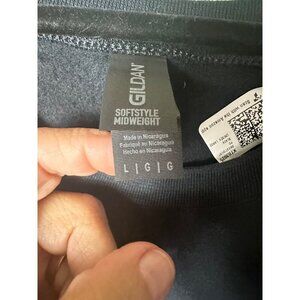 GILDAN
SOFTSTYLE
MIDWEIGHT
Made in Nicaragua
Fabriqué au Nicaragua
Hecho en Nicaragua
L | G | G